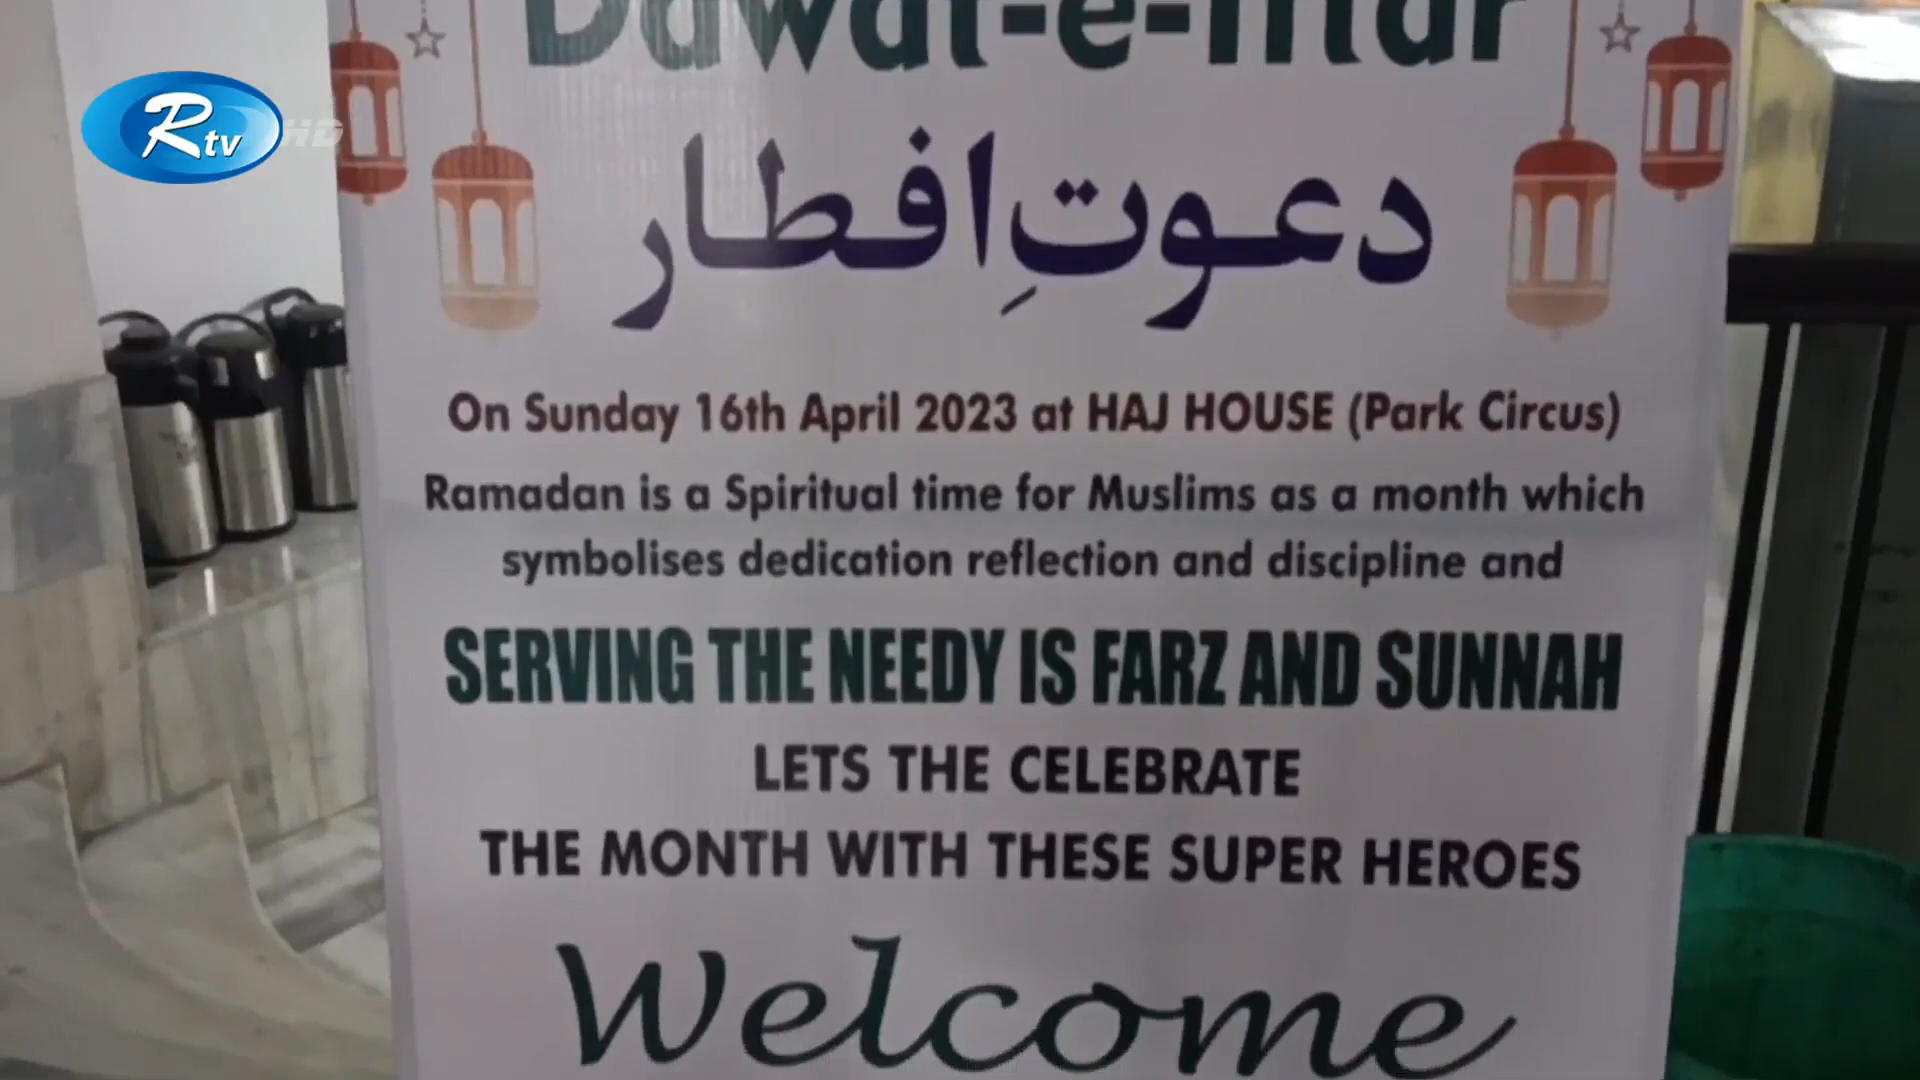 Rtv HD
Dawat-e-Iftar
دعوتِ افطار
On Sunday 16th April 2023 at HAJ HOUSE (Park Circus)
Ramadan is a Spiritual time for Muslims as a month which
symbolises dedication reflection and discipline and
SERVING THE NEEDY IS FARZ AND SUNNAH
LETS THE CELEBRATE
THE MONTH WITH THESE SUPER HEROES
Welcome